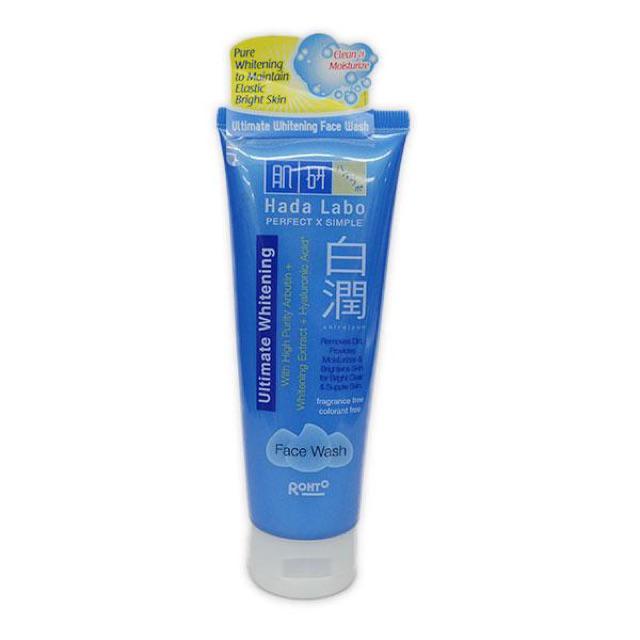 Pure
Whitening
to Maintain
Elastic
Bright Skin
Clean &
Moisturize
Ultimate Whitening Face Wash
肌研
Hada Labo
PERFECT X SIMPLE
Ultimate Whitening
With High Purity Arbutin +
Whitening Extract + Hyaluronic Acid*
白潤
shirojyun
Removes Dirt,
Provides
Moisturizer &
Brightens Skin
for Bright, Clear
& Supple Skin.
fragrance free
colorant free
Face Wash
ROHTO